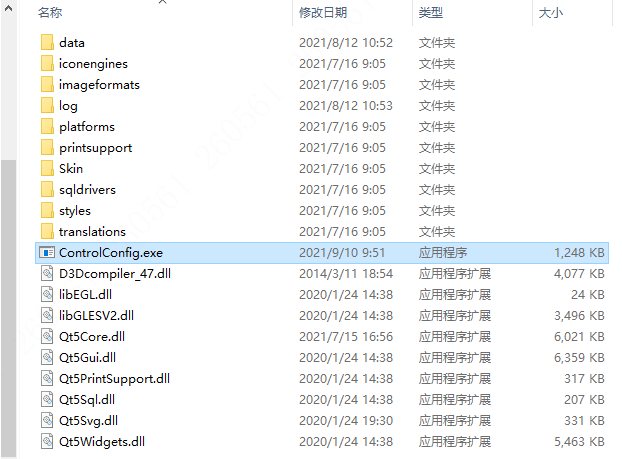 名称 修改日期 类型 大小
data 2021/8/12 10:52 文件夹
iconengines 2021/7/16 9:05 文件夹
imageformats 2021/7/16 9:05 文件夹
log 2021/8/12 10:53 文件夹
platforms 2021/7/16 9:05 文件夹
printsupport 2021/7/16 9:05 文件夹
Skin 2021/7/16 9:05 文件夹
sqldrivers 2021/7/16 9:05 文件夹
styles 2021/7/16 9:05 文件夹
translations 2021/7/16 9:05 文件夹
ControlConfig.exe 2021/9/10 9:51 应用程序 1,248 KB
D3Dcompiler_47.dll 2014/3/11 18:54 应用程序扩展 4,077 KB
libEGL.dll 2020/1/24 14:38 应用程序扩展 24 KB
libGLESV2.dll 2020/1/24 14:38 应用程序扩展 3,496 KB
Qt5Core.dll 2021/7/15 16:56 应用程序扩展 6,021 KB
Qt5Gui.dll 2020/1/24 14:38 应用程序扩展 6,359 KB
Qt5PrintSupport.dll 2020/1/24 14:38 应用程序扩展 317 KB
Qt5Sql.dll 2020/1/24 14:38 应用程序扩展 207 KB
Qt5Svg.dll 2020/1/24 19:30 应用程序扩展 331 KB
Qt5Widgets.dll 2020/1/24 14:38 应用程序扩展 5,463 KB